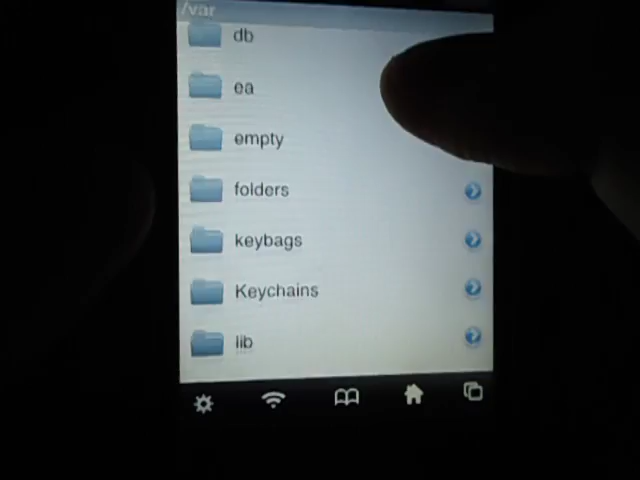 /var
db
ea
empty
folders
keybags
Keychains
lib